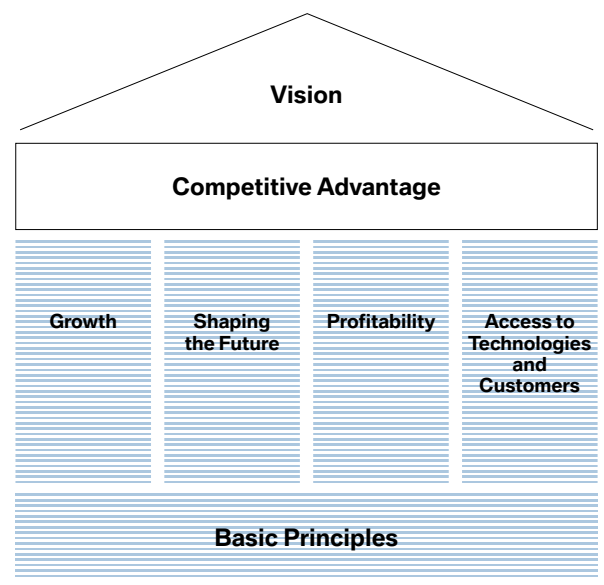 Vision
Competitive Advantage
Growth
Shaping
the Future
Profitability
Access to
Technologies
and
Customers
Basic Principles